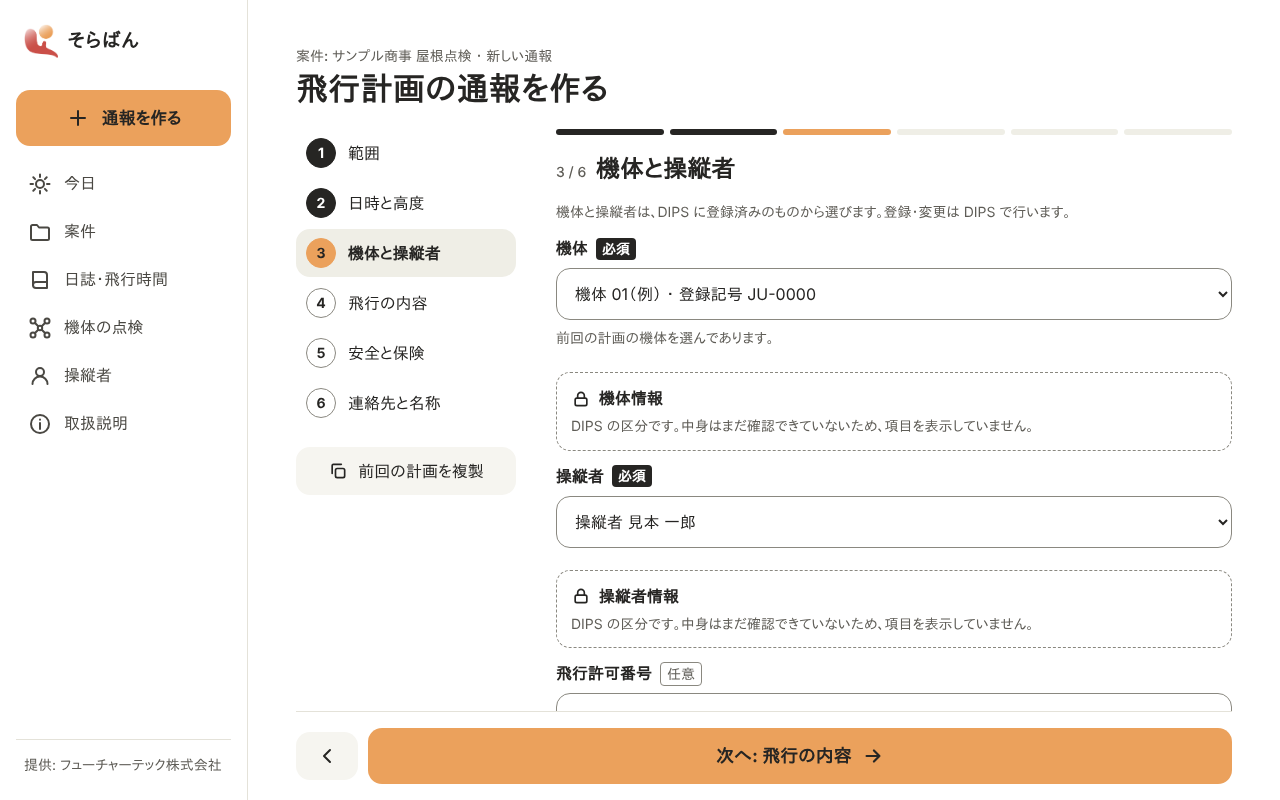 そらばん
通報を作る
今日
案件
日誌・飛行時間
機体の点検
操縦者
取扱説明
提供: フューチャーテック株式会社
案件: サンプル商事 屋根点検 · 新しい通報
飛行計画の通報を作る
1 範囲
2 日時と高度
3 機体と操縦者
4 飛行の内容
5 安全と保険
6 連絡先と名称
前回の計画を複製
3 / 6 機体と操縦者
機体と操縦者は、DIPS に登録済みのものから選びます。登録・変更は DIPS で行います。
機体 必須
機体 01（例） · 登録記号 JU-0000
前回の計画の機体を選んであります。
機体情報
DIPS の区分です。中身はまだ確認できていないため、項目を表示していません。
操縦者 必須
操縦者 見本 一郎
操縦者情報
DIPS の区分です。中身はまだ確認できていないため、項目を表示していません。
飛行許可番号 任意
次へ: 飛行の内容